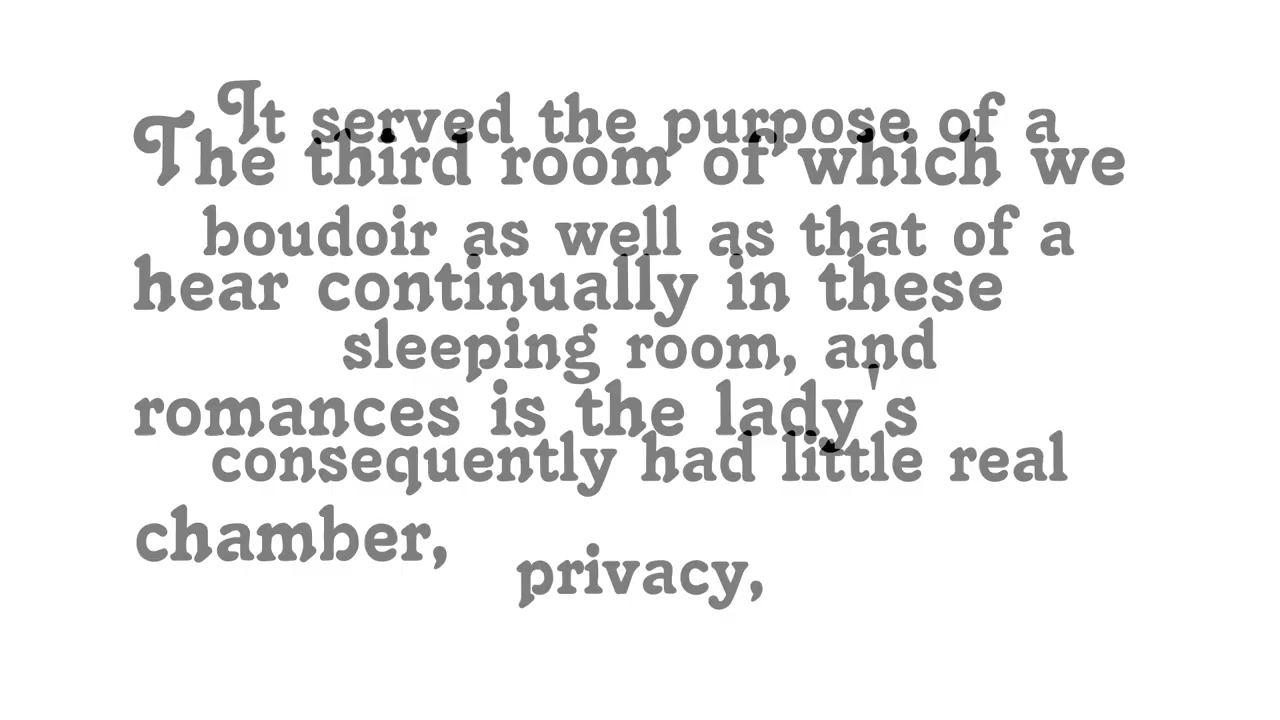 It served the purpose of a
boudoir as well as that of a
sleeping room, and
consequently had little real
privacy,
The third room of which we
hear continually in these
romances is the lady's
chamber,